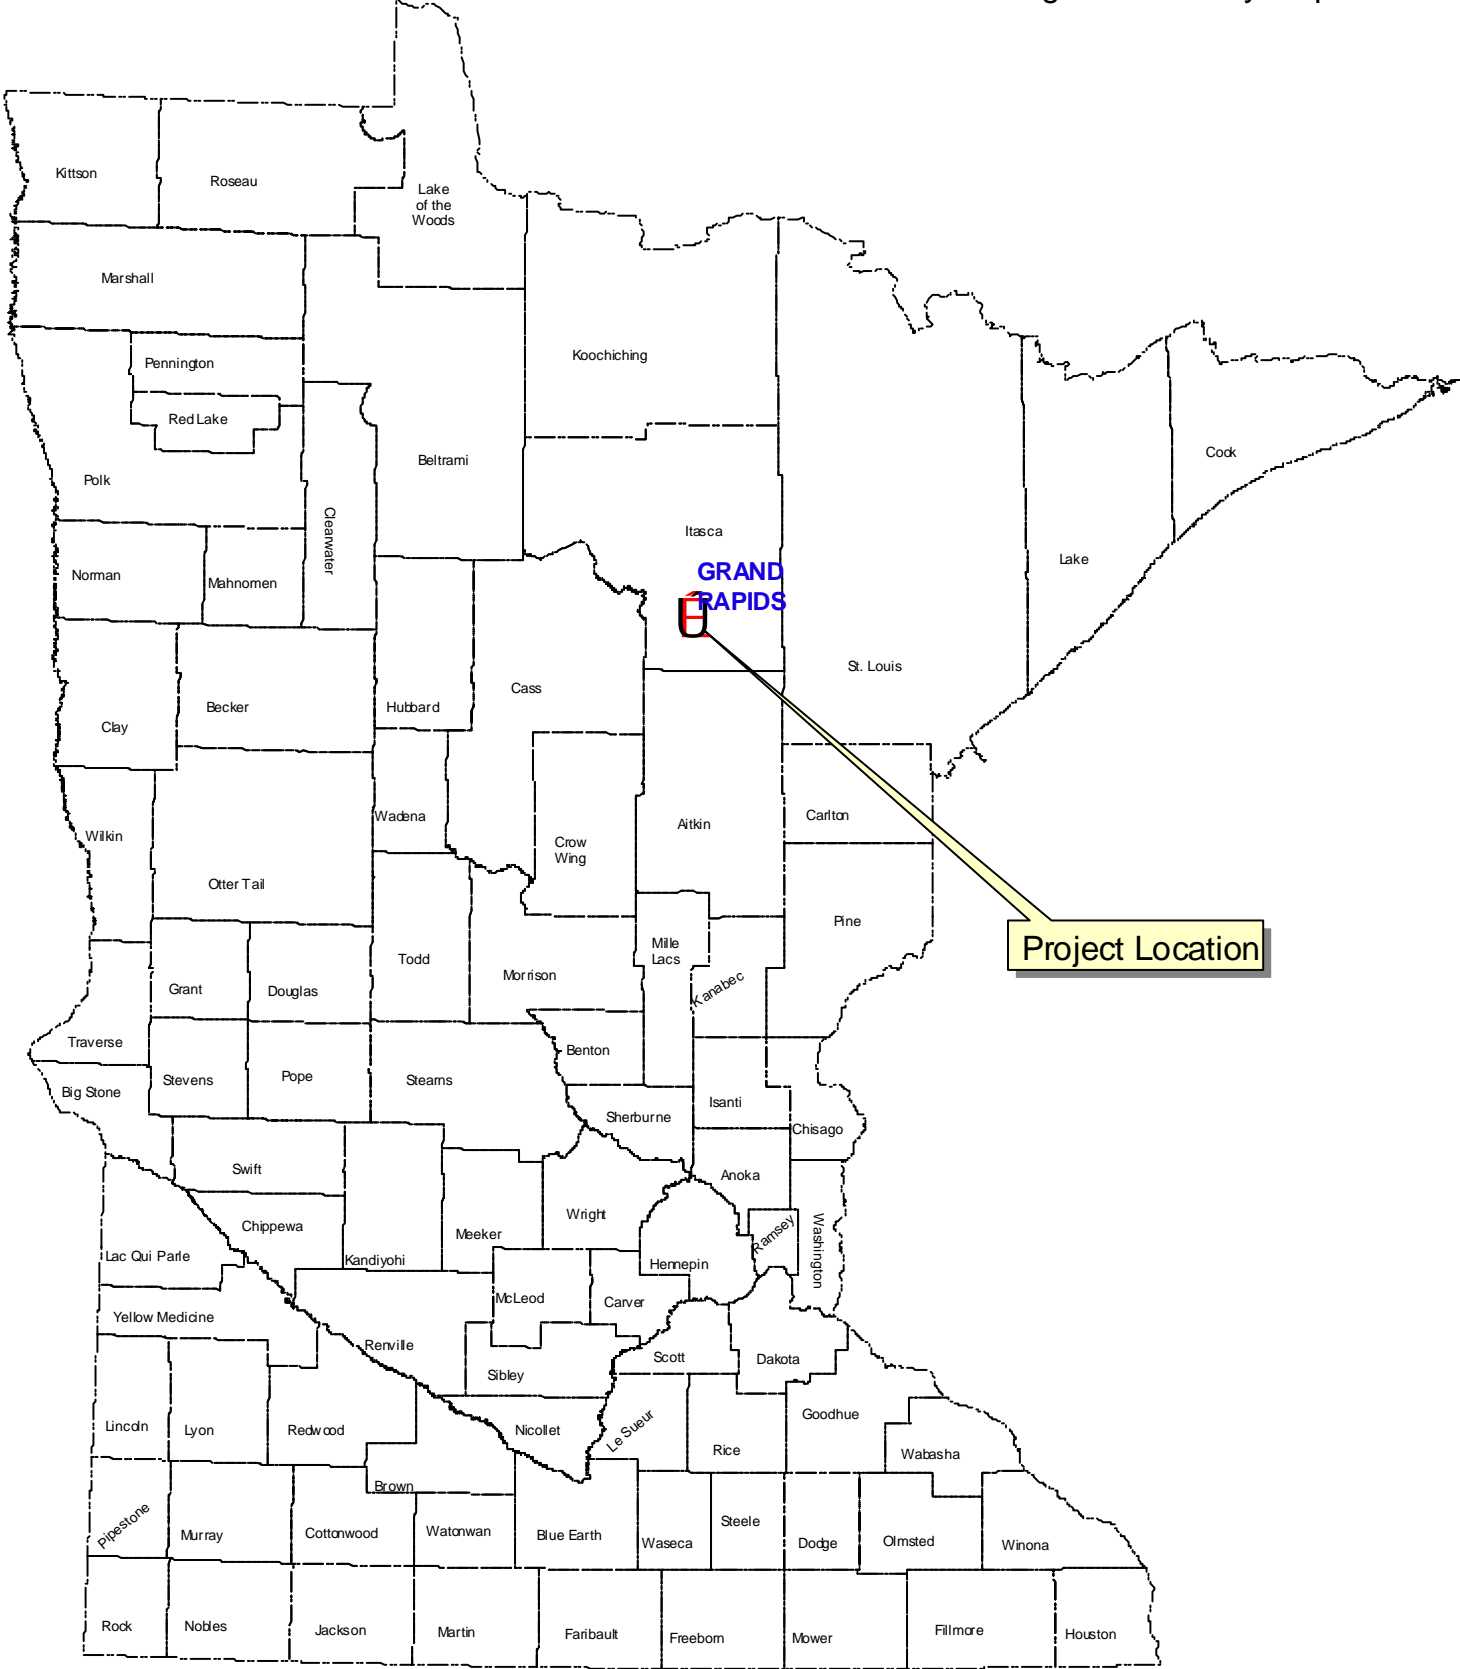 Kittson
Roseau
Lake
of the
Woods
Marshall
Koochiching
Pennington
Red Lake
Cook
Beltrami
Polk
Clearwater
Itasca
Lake
GRAND
RAPIDS
Norman
Mahnomen
St. Louis
Cass
Becker
Hubbard
Clay
Wadena
Carlton
Aitkin
Wilkin
Crow
Wing
Otter Tail
Pine
Project Location
Mille
Lacs
Todd
Morrison
Kanabec
Grant
Douglas
Traverse
Benton
Stevens
Pope
Stearns
Big Stone
Isanti
Sherburne
Chisago
Swift
Anoka
Wright
Chippewa
Meeker
Ramsey
Washington
Lac Qui Parle
Kandiyohi
Hennepin
McLeod
Carver
Yellow Medicine
Renville
Scott
Dakota
Sibley
Lincoln
Lyon
Redwood
Nicollet
Le Sueur
Goodhue
Rice
Wabasha
Brown
Pipestone
Murray
Cottonwood
Watonwan
Blue Earth
Waseca
Steele
Dodge
Olmsted
Winona
Rock
Nobles
Jackson
Martin
Faribault
Freeborn
Mower
Fillmore
Houston